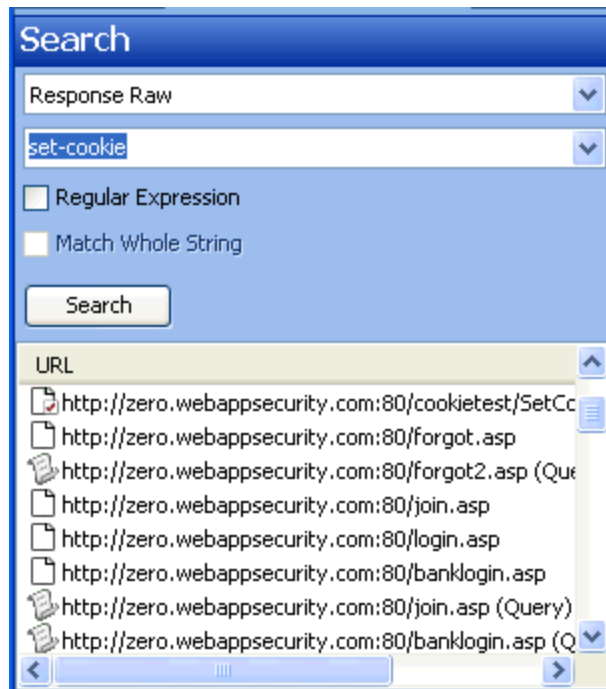 Search
Response Raw
set-cookie
Regular Expression
Match Whole String
Search
URL
http://zero.webappsecurity.com:80/cookietest/SetCo
http://zero.webappsecurity.com:80/forgot.asp
http://zero.webappsecurity.com:80/forgot2.asp (Que
http://zero.webappsecurity.com:80/join.asp
http://zero.webappsecurity.com:80/login.asp
http://zero.webappsecurity.com:80/banklogin.asp
http://zero.webappsecurity.com:80/join.asp (Query)
http://zero.webappsecurity.com:80/banklogin.asp (Q